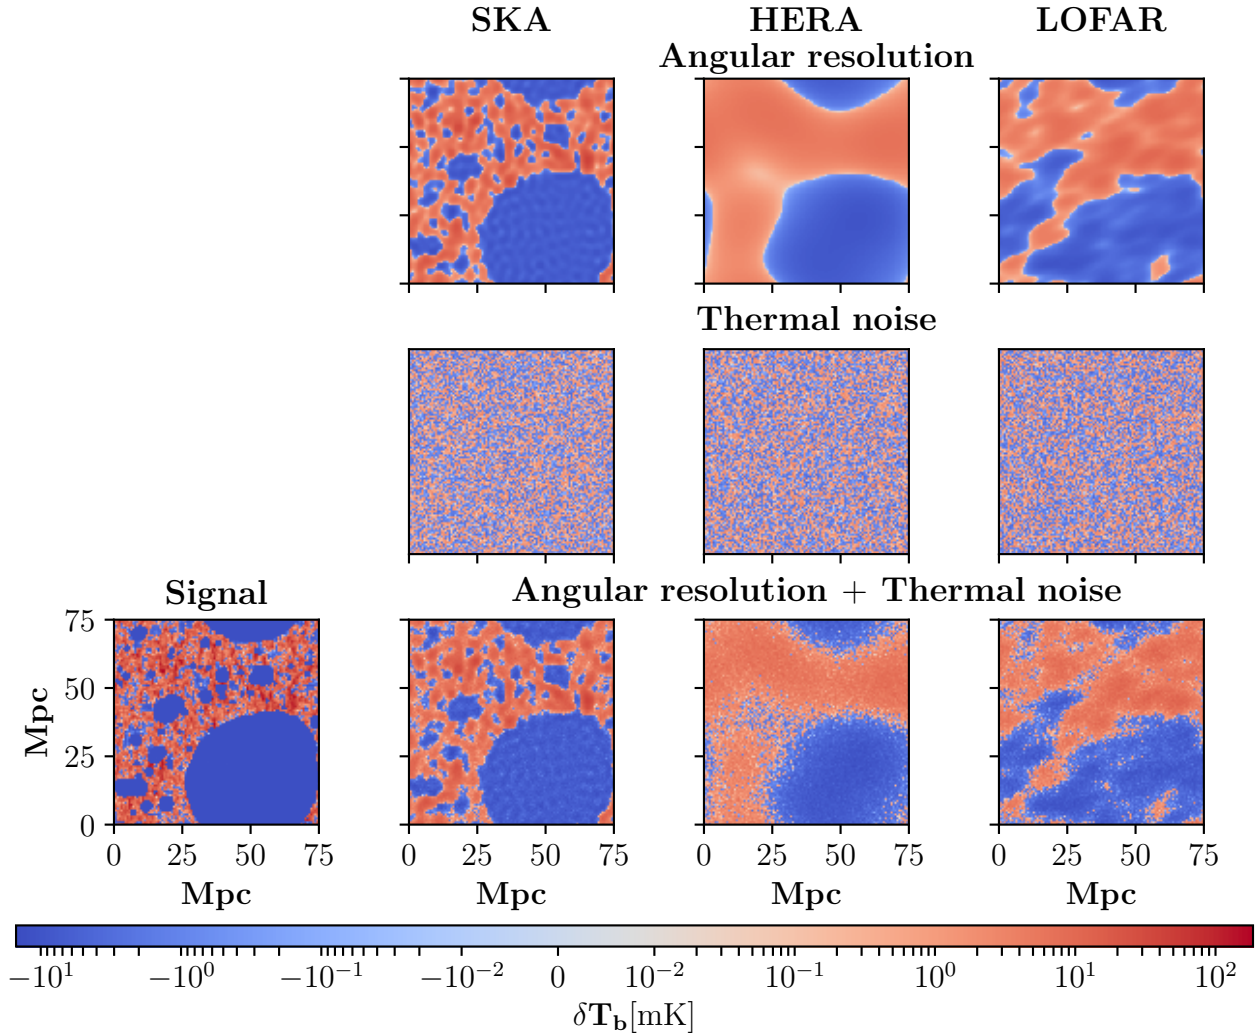 SKA HERA LOFAR
Angular resolution
Thermal noise
Signal Angular resolution + Thermal noise
75
50
25
0
Mpc
0 25 50 75 0 25 50 75 0 25 50 75 0 25 50 75
Mpc Mpc Mpc Mpc
−10¹ −10⁰ −10⁻¹ −10⁻² 0 10⁻² 10⁻¹ 10⁰ 10¹ 10²
δT_b[mK]